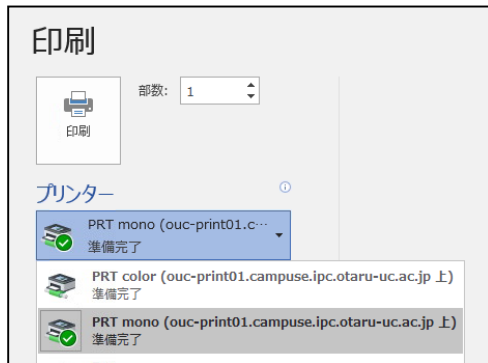 印刷
部数: 1
印刷
プリンター
PRT mono (ouc-print01.c…
準備完了
PRT color (ouc-print01.campuse.ipc.otaru-uc.ac.jp 上)
準備完了
PRT mono (ouc-print01.campuse.ipc.otaru-uc.ac.jp 上)
準備完了